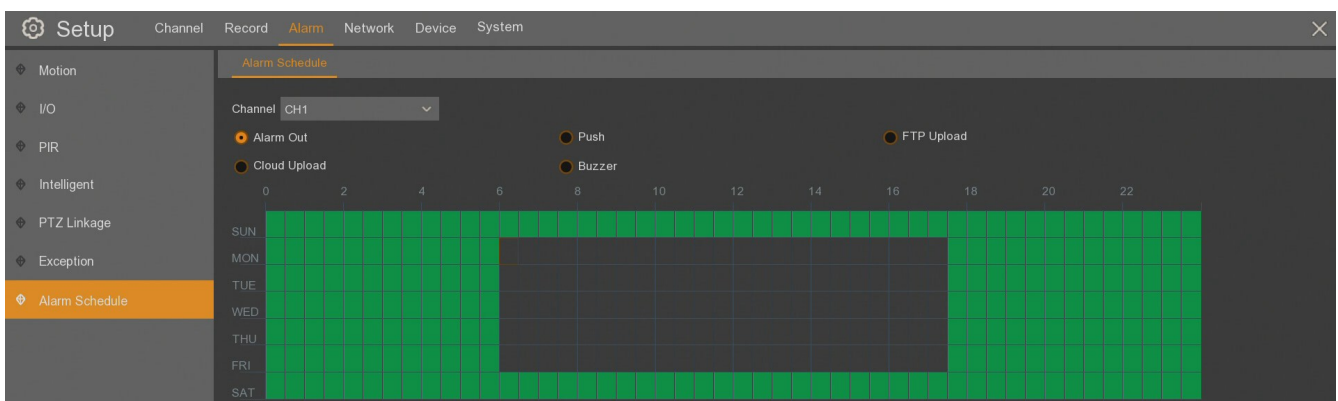 Setup Channel Record Alarm Network Device System
Motion
Alarm Schedule
I/O
Channel CH1
PIR
Alarm Out Push FTP Upload
Intelligent
Cloud Upload Buzzer
0 2 4 6 8 10 12 14 16 18 20 22
PTZ Linkage
SUN
Exception
MON
TUE
Alarm Schedule
WED
THU
FRI
SAT